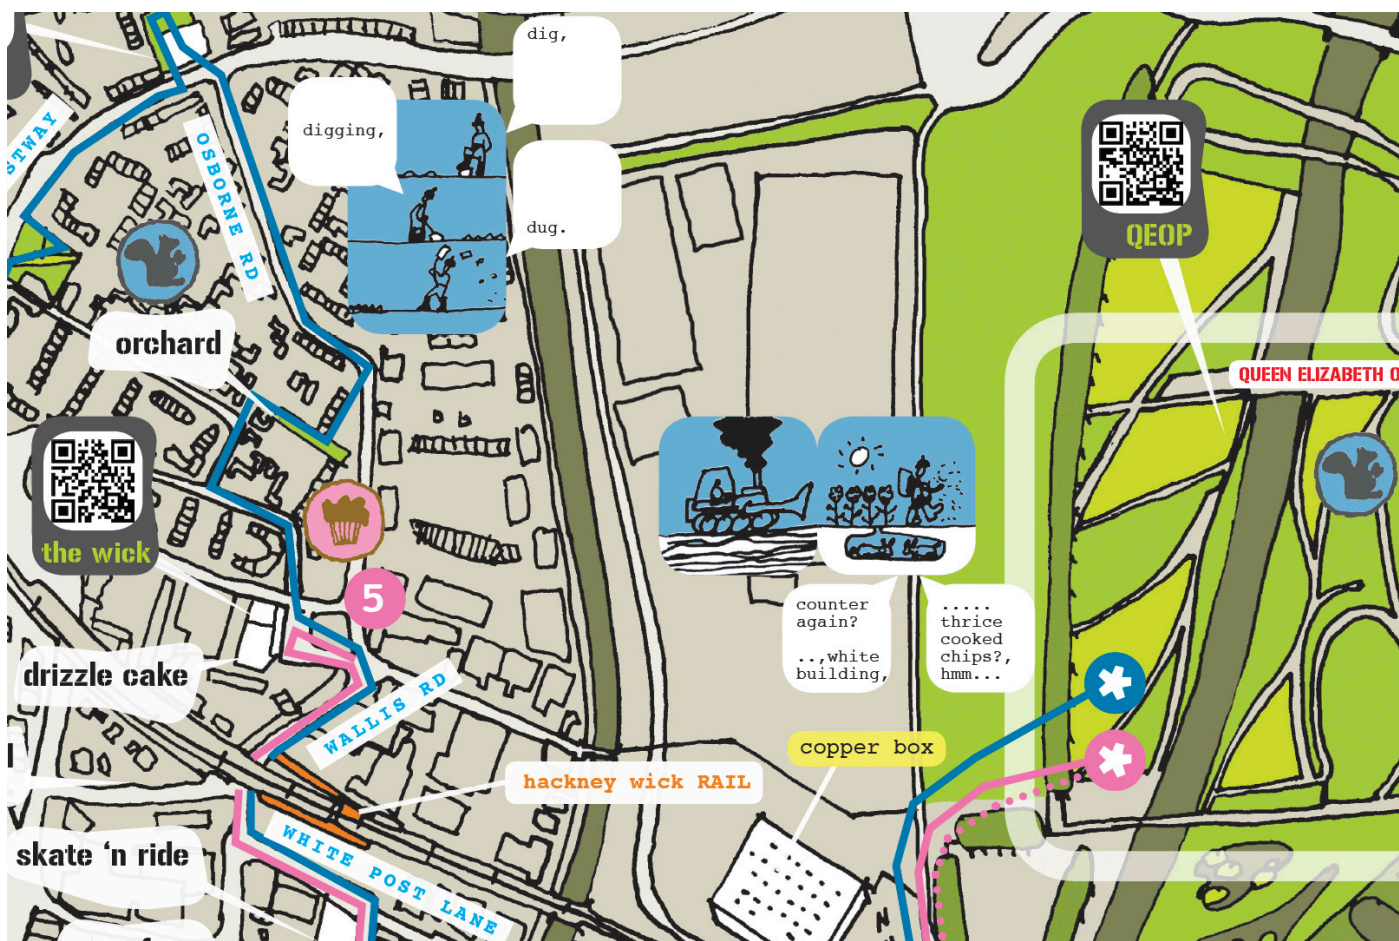 dig,
digging,
dug.
STWAY
OSBORNE RD
QEOP
orchard
QUEEN ELIZABETH O
the wick
5
counter
again?
..,white
building,
.....
thrice
cooked
chips?,
hmm...
drizzle cake
WALLIS RD
copper box
hackney wick RAIL
skate 'n ride
WHITE POST LANE